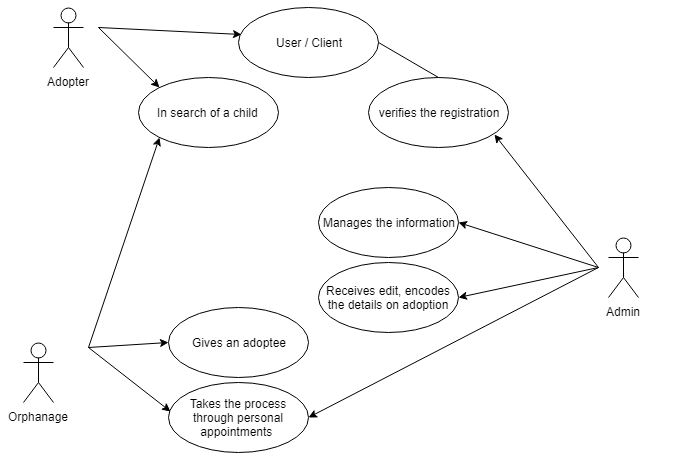 User / Client
Adopter
In search of a child
verifies the registration
Manages the information
Receives edit, encodes
the details on adoption
Admin
Gives an adoptee
Orphanage
Takes the process
through personal
appointments